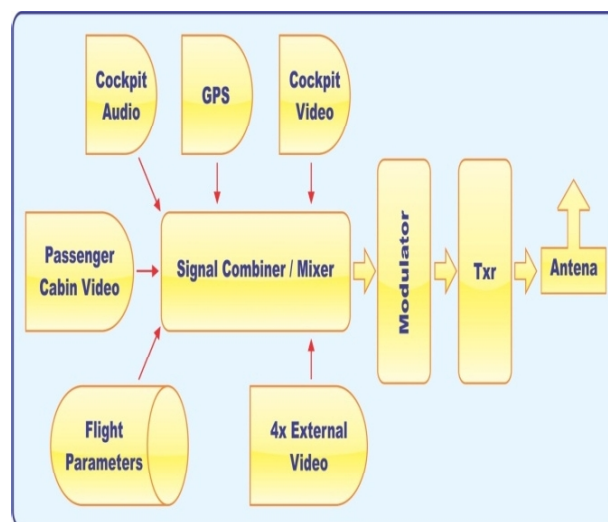 Cockpit
Audio
GPS
Cockpit
Video
Passenger
Cabin Video
Signal Combiner / Mixer
Modulator
Txr
Antena
Flight
Parameters
4x External
Video